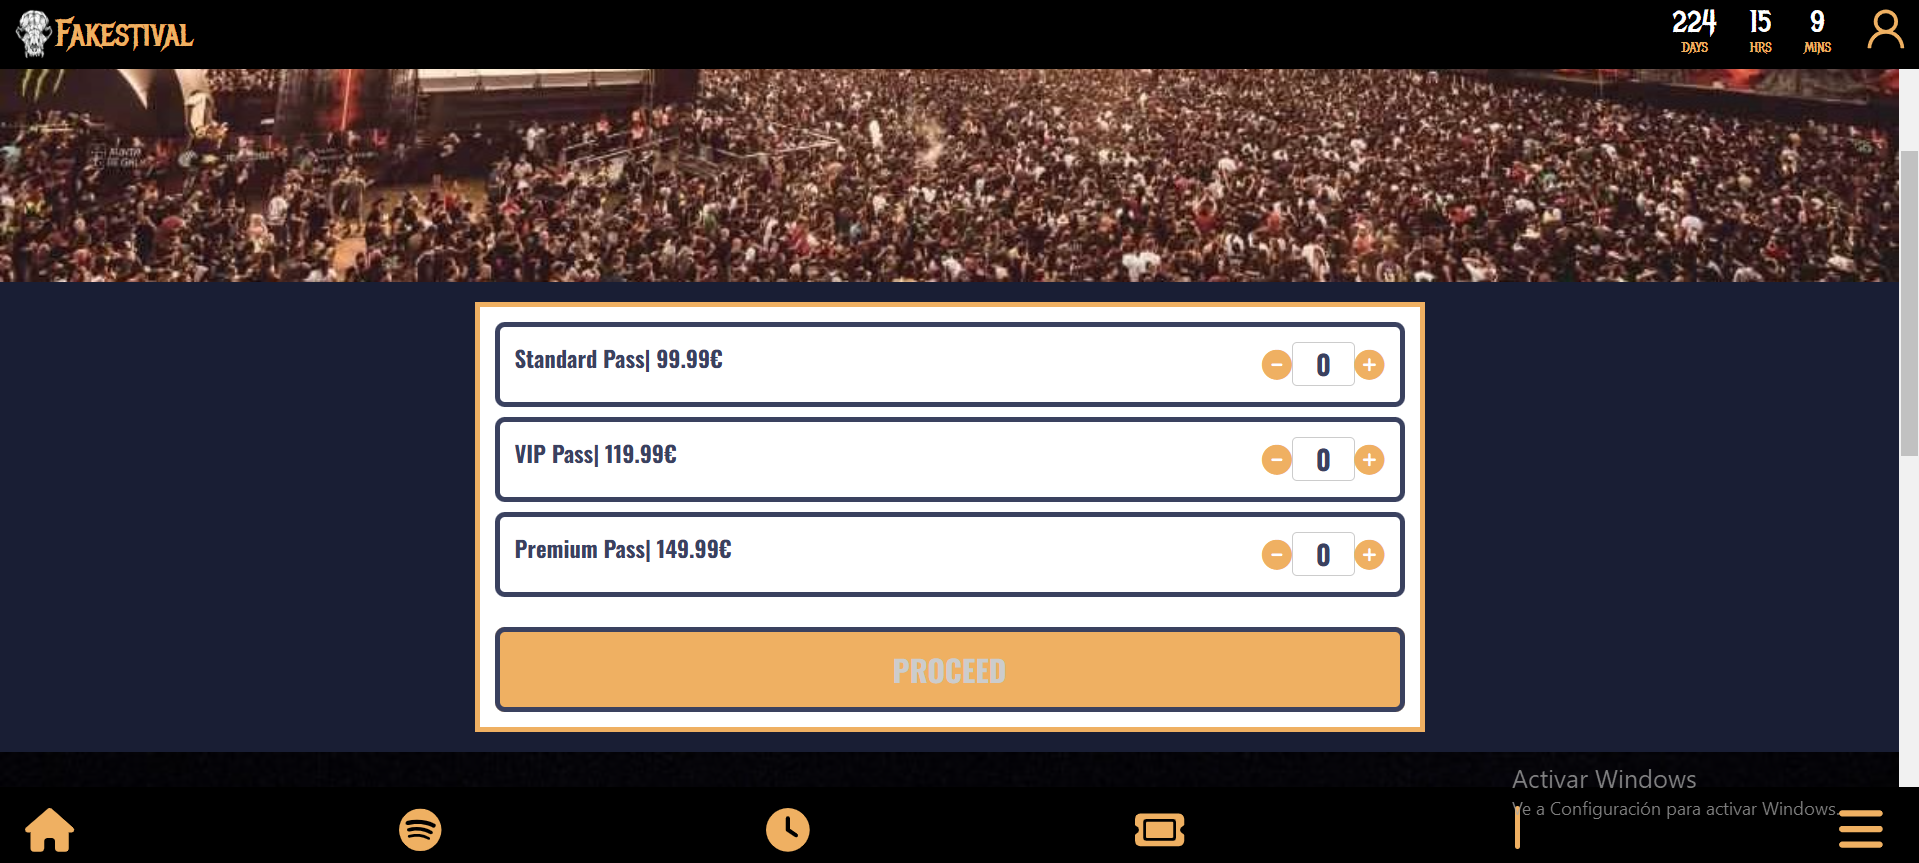 FAKESTIVAL
224 15 9
DAYS HRS MINS
Standard Pass| 99.99€
− 0 +
VIP Pass| 119.99€
− 0 +
Premium Pass| 149.99€
− 0 +
PROCEED
Activar Windows
Ve a Configuración para activar Windows.